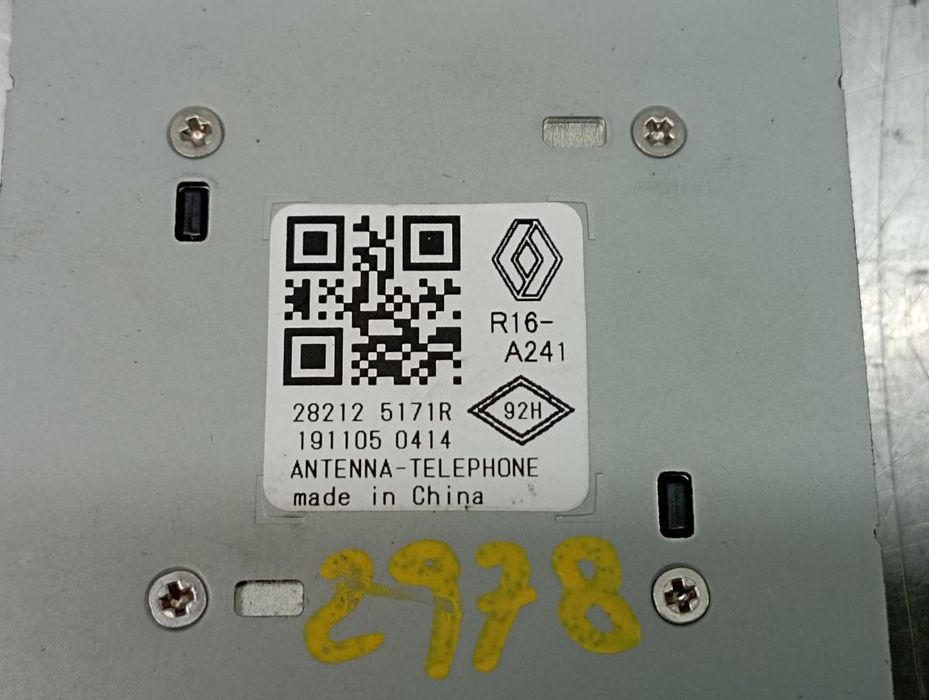 R16-
A241
92H
28212 5171R
191105 0414
ANTENNA-TELEPHONE
made in China
2978